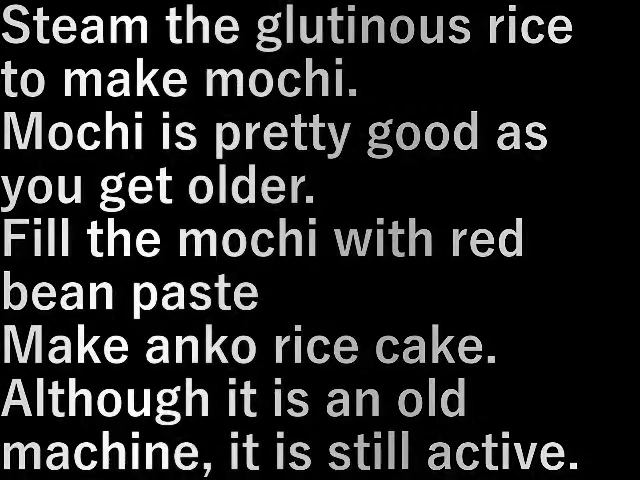 Steam the glutinous rice
to make mochi.
Mochi is pretty good as
you get older.
Fill the mochi with red
bean paste
Make anko rice cake.
Although it is an old
machine, it is still active.